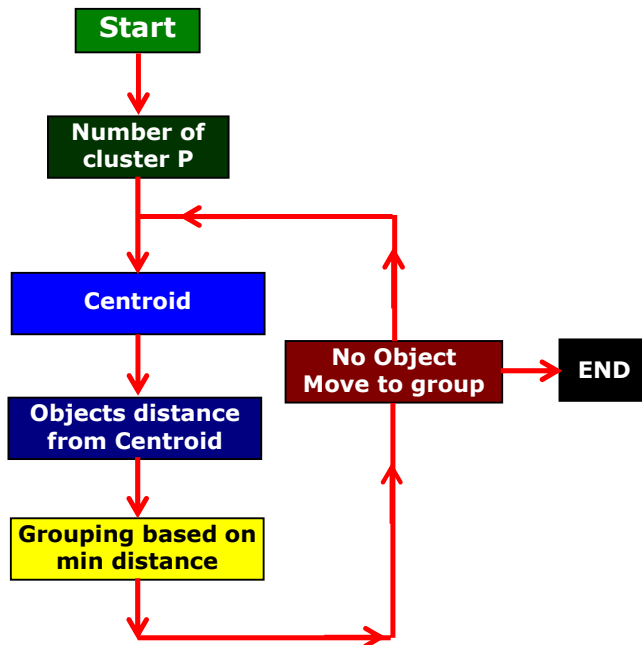 Start
Number of
cluster P
Centroid
Objects distance
from Centroid
Grouping based on
min distance
No Object
Move to group
END